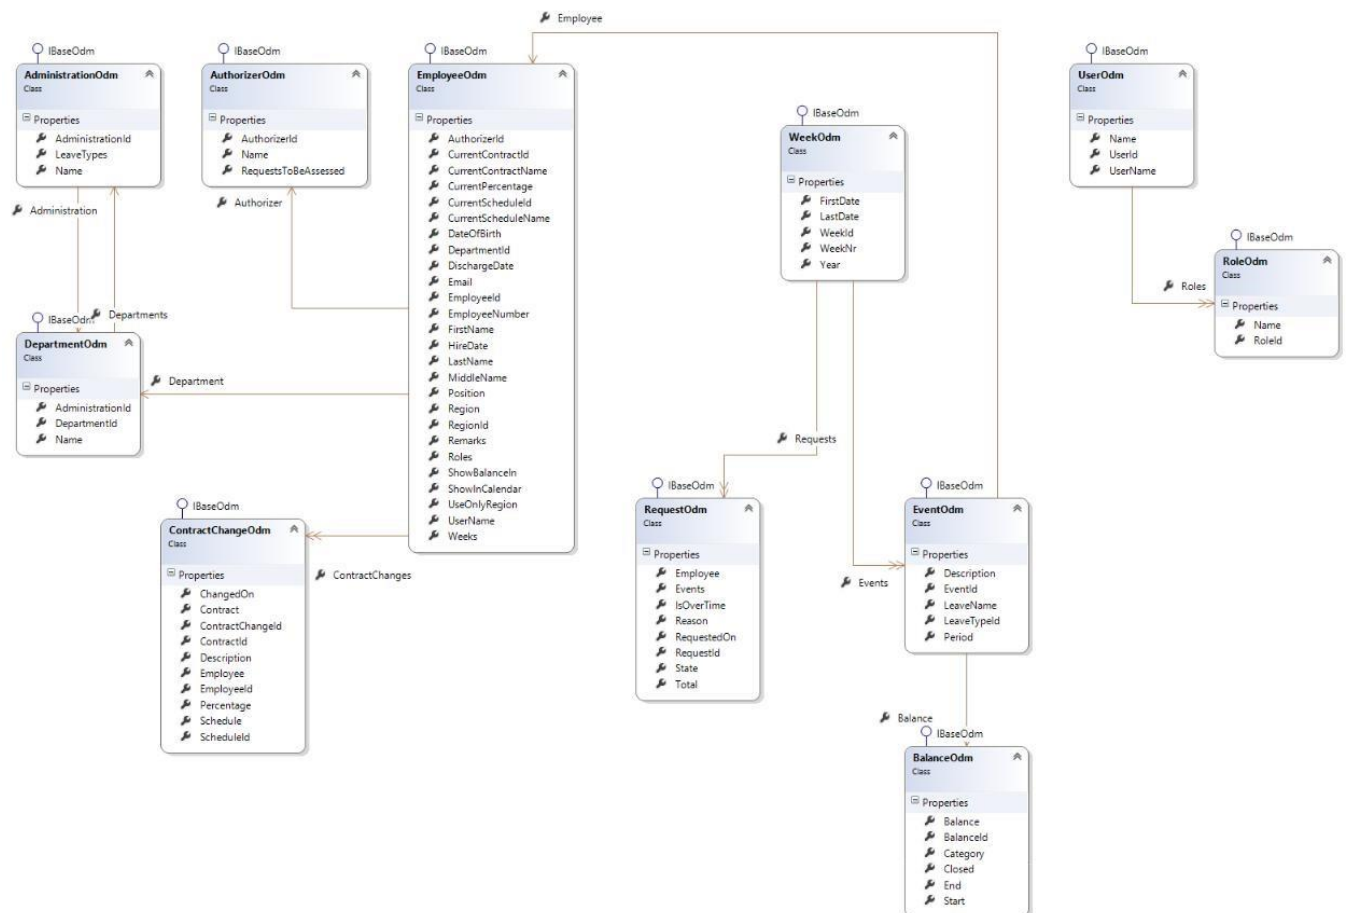 Employee
IBaseOdm
AdministrationOdm
Class
Properties
AdministrationId
LeaveTypes
Name
Administration
IBaseOdm
AuthorizerOdm
Class
Properties
AuthorizerId
Name
RequestsToBeAssessed
Authorizer
IBaseOdm
EmployeeOdm
Class
Properties
AuthorizerId
CurrentContractId
CurrentContractName
CurrentPercentage
CurrentScheduleId
CurrentScheduleName
DateOfBirth
DepartmentId
DischargeDate
Email
EmployeeId
EmployeeNumber
FirstName
HireDate
LastName
MiddleName
Position
Region
RegionId
Remarks
Roles
ShowBalanceIn
ShowInCalendar
UseOnlyRegion
UserName
Weeks
IBaseOdm
WeekOdm
Class
Properties
FirstDate
LastDate
WeekId
WeekNr
Year
IBaseOdm
UserOdm
Class
Properties
Name
UserId
UserName
Roles
IBaseOdm
RoleOdm
Class
Properties
Name
RoleId
Departments
IBaseOdm
DepartmentOdm
Class
Properties
AdministrationId
DepartmentId
Name
Department
IBaseOdm
ContractChangeOdm
Class
Properties
ChangedOn
Contract
ContractChangeId
ContractId
Description
Employee
EmployeeId
Percentage
Schedule
ScheduleId
ContractChanges
Requests
IBaseOdm
RequestOdm
Class
Properties
Employee
Events
IsOverTime
Reason
RequestedOn
RequestId
State
Total
Events
IBaseOdm
EventOdm
Class
Properties
Description
EventId
LeaveName
LeaveTypeId
Period
Balance
IBaseOdm
BalanceOdm
Class
Properties
Balance
BalanceId
Category
Closed
End
Start